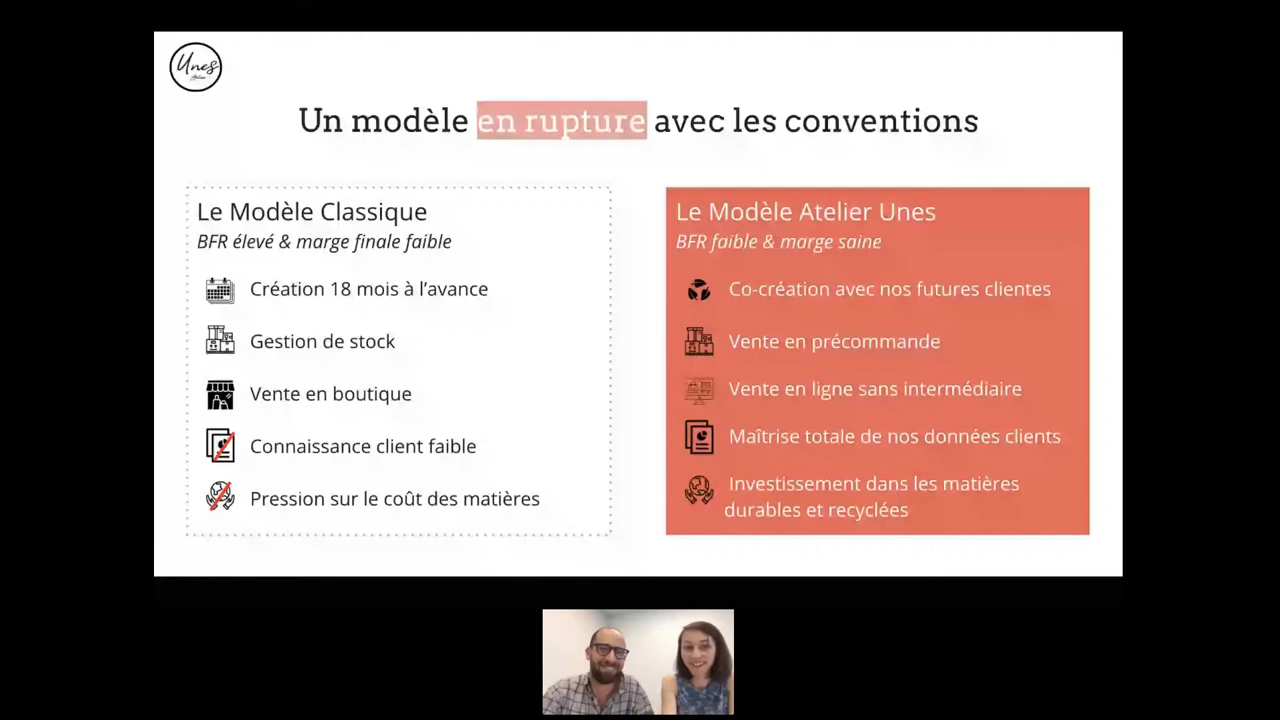 Unes
Un modèle en rupture avec les conventions
Le Modèle Classique
BFR élevé & marge finale faible
Création 18 mois à l’avance
Gestion de stock
Vente en boutique
Connaissance client faible
Pression sur le coût des matières
Le Modèle Atelier Unes
BFR faible & marge saine
Co-création avec nos futures clientes
Vente en précommande
Vente en ligne sans intermédiaire
Maîtrise totale de nos données clients
Investissement dans les matières
durables et recyclées